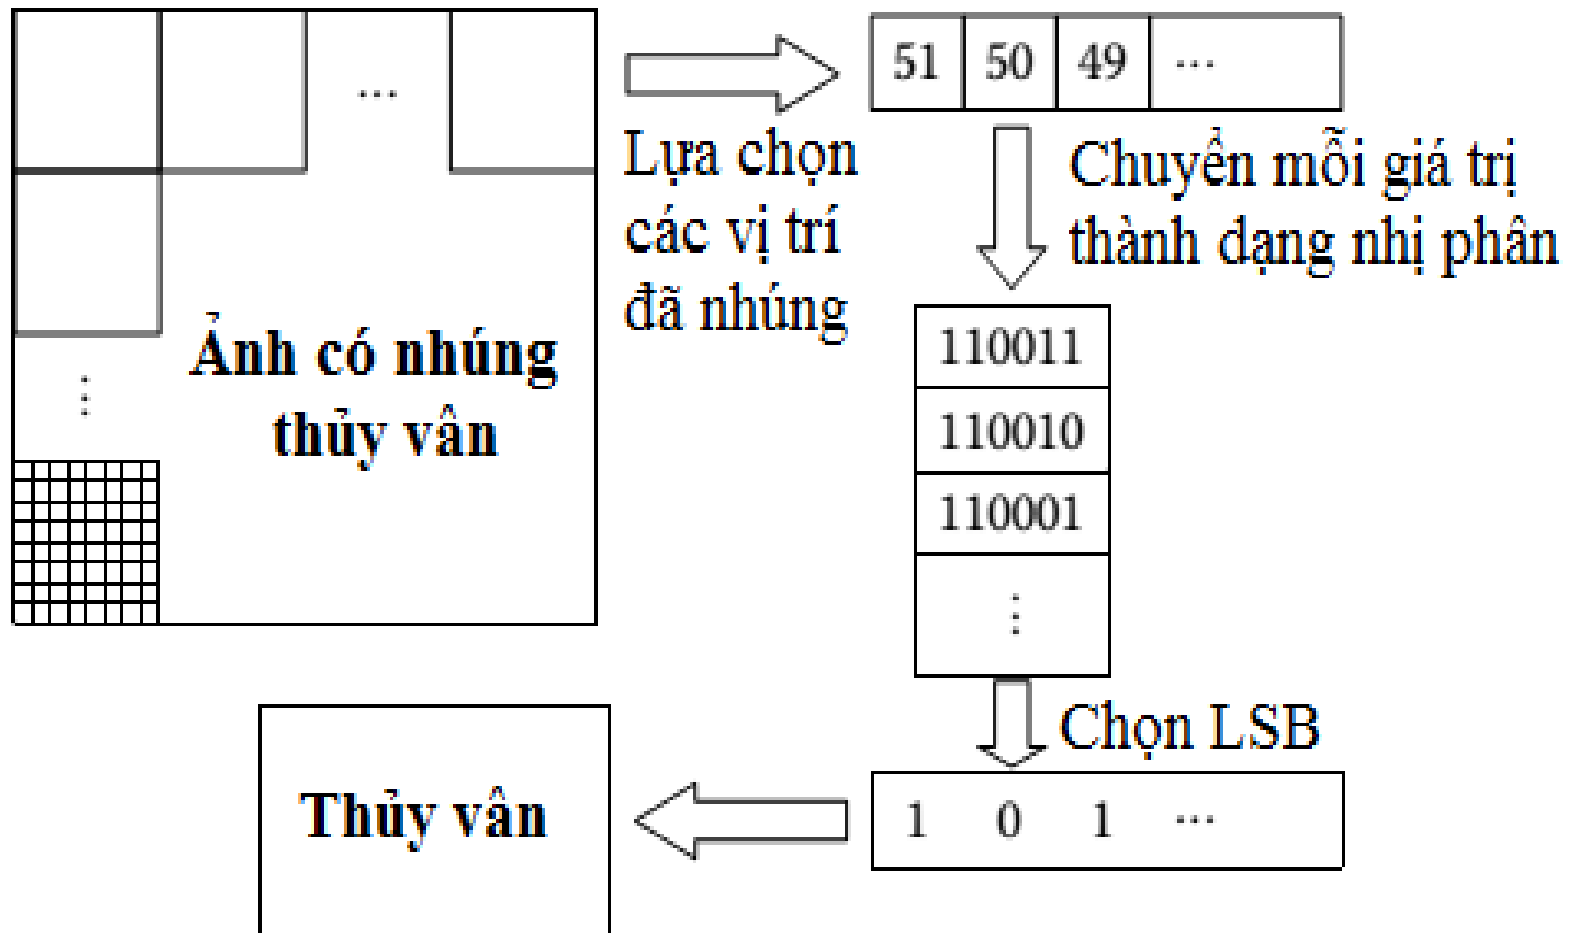 ...
51 50 49 ...
Lựa chọn
các vị trí
đã nhúng
Chuyển mỗi giá trị
thành dạng nhị phân
Ảnh có nhúng
thủy vân
⋮
110011
110010
110001
⋮
Chọn LSB
1 0 1 ...
Thủy vân